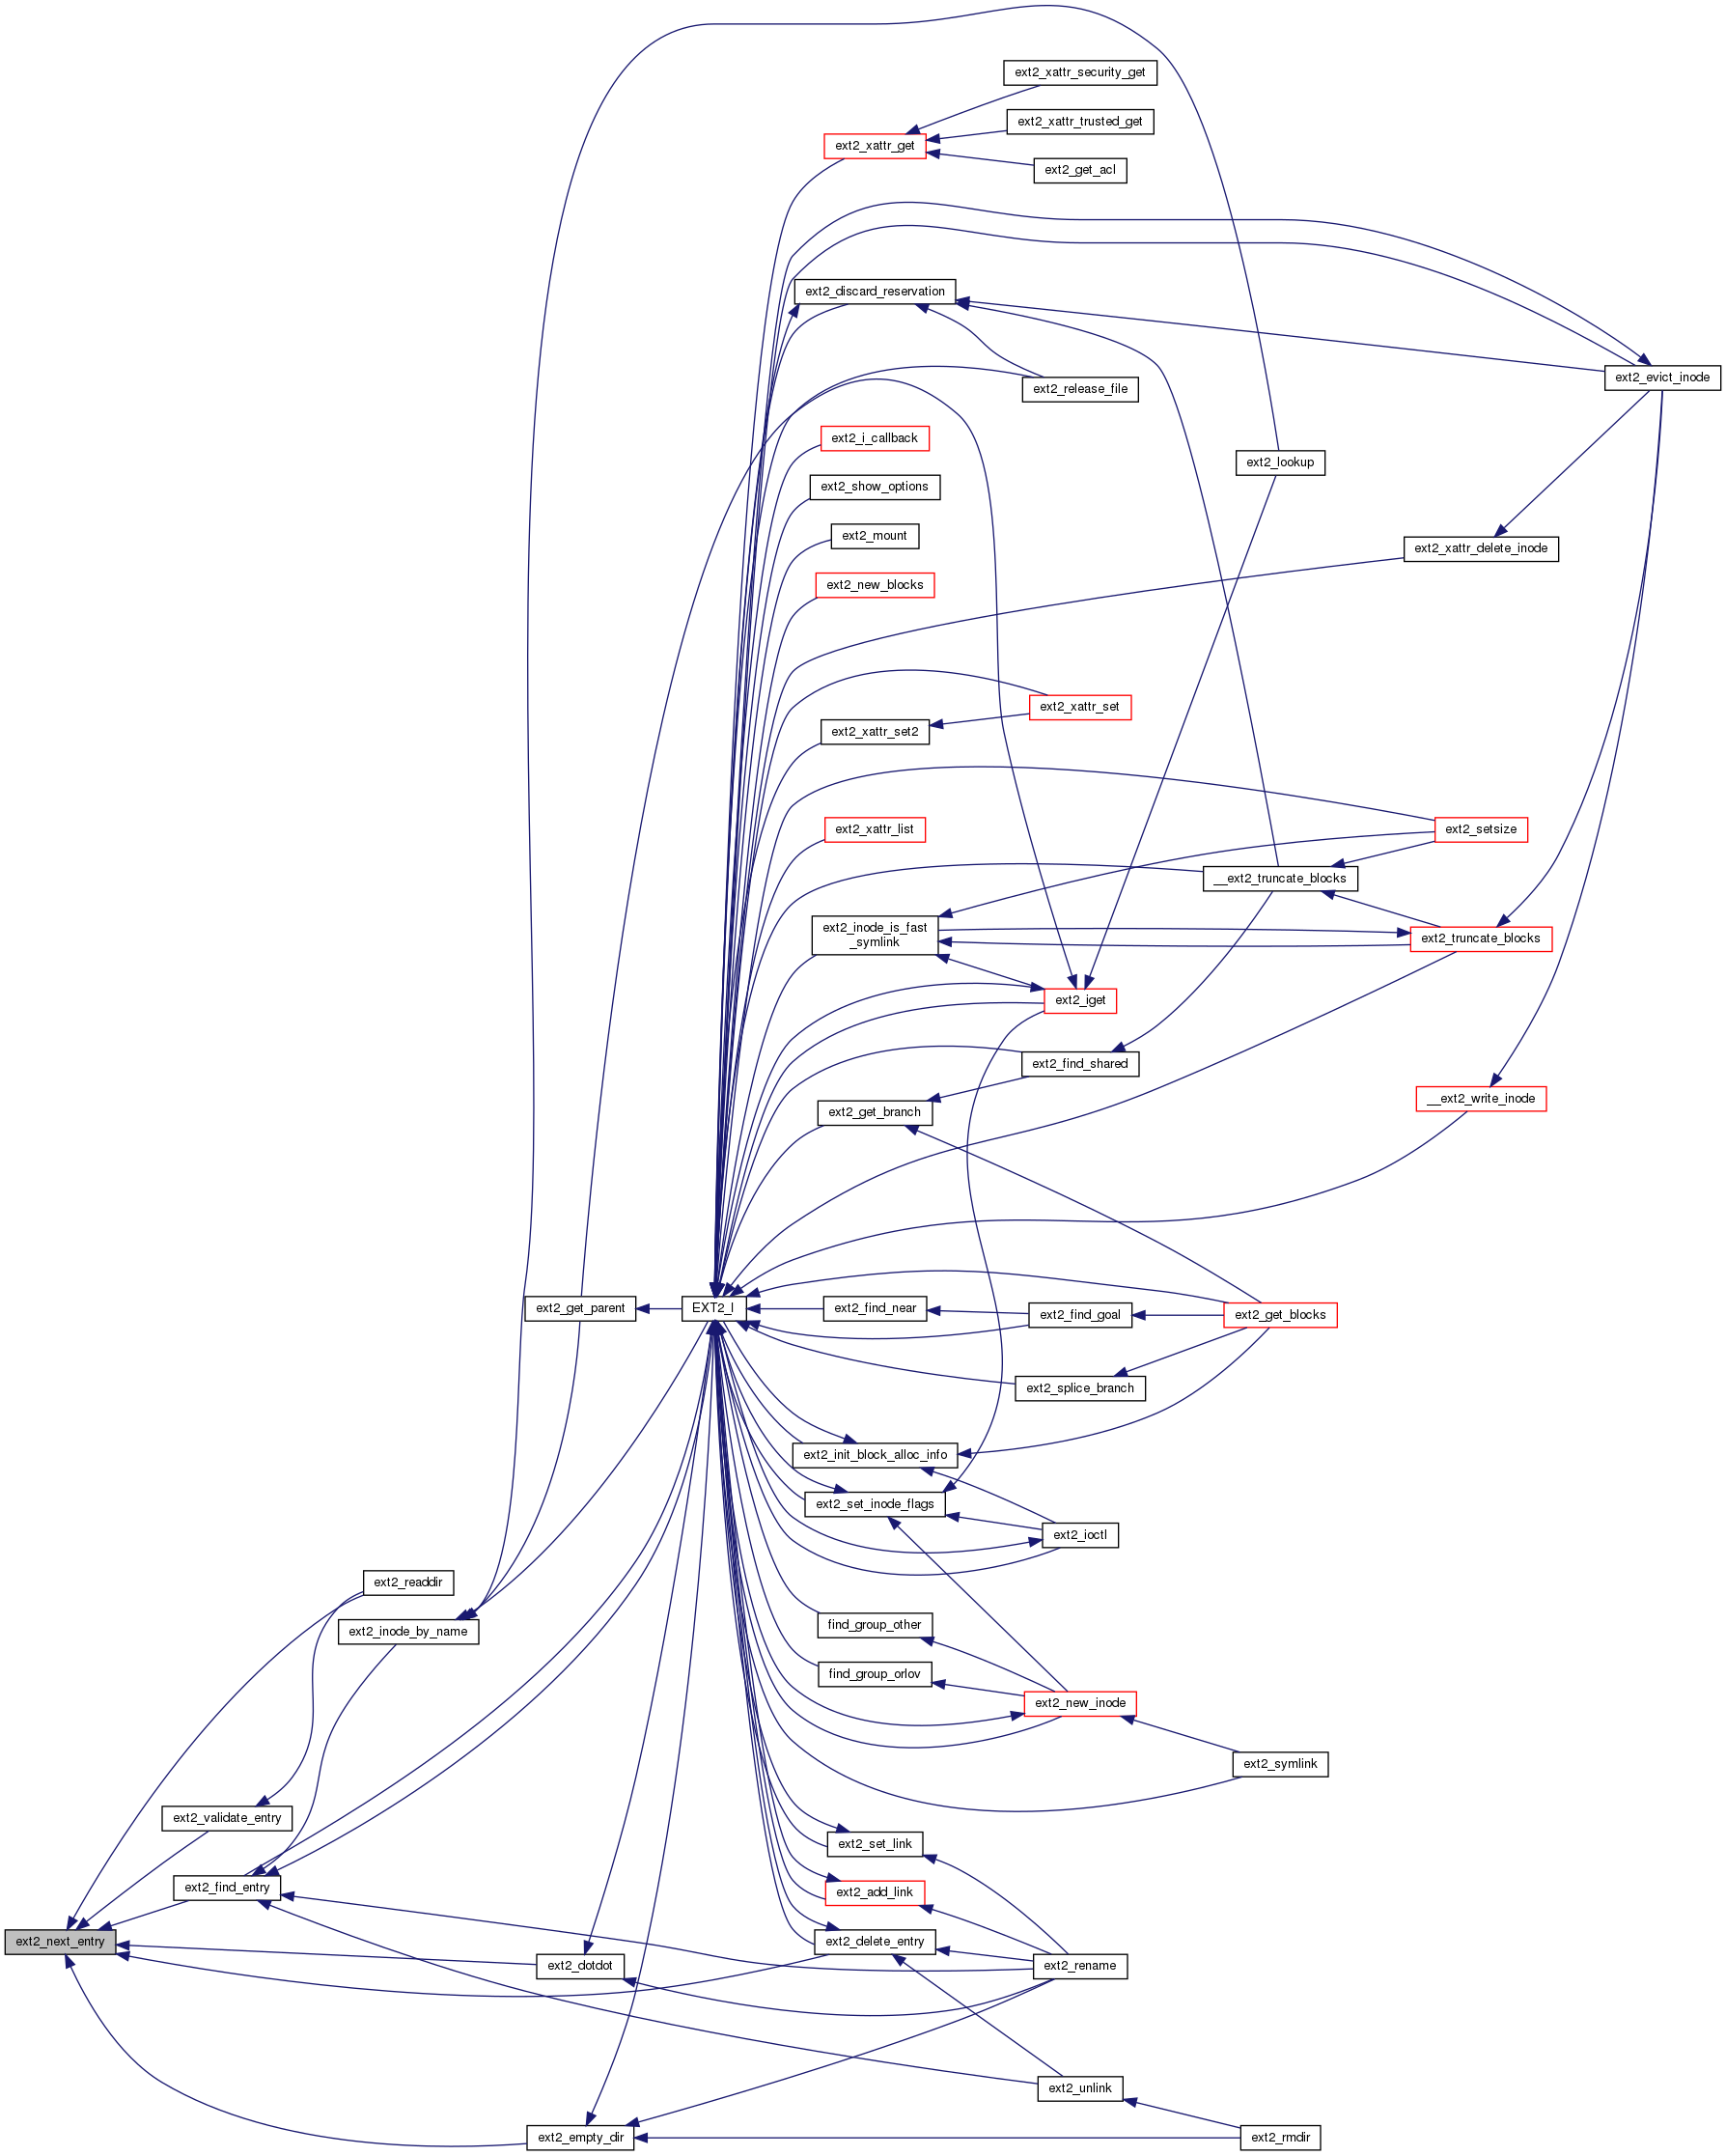 ext2_xattr_security_get
ext2_xattr_trusted_get
ext2_xattr_get
ext2_get_acl
ext2_discard_reservation
ext2_evict_inode
ext2_release_file
ext2_i_callback
ext2_lookup
ext2_show_options
ext2_mount
ext2_xattr_delete_inode
ext2_new_blocks
ext2_xattr_set
ext2_xattr_set2
ext2_xattr_list
ext2_setsize
__ext2_truncate_blocks
ext2_inode_is_fast
_symlink
ext2_truncate_blocks
ext2_iget
ext2_find_shared
__ext2_write_inode
ext2_get_branch
ext2_get_parent
EXT2_I
ext2_find_near
ext2_find_goal
ext2_get_blocks
ext2_splice_branch
ext2_init_block_alloc_info
ext2_set_inode_flags
ext2_ioctl
ext2_readdir
ext2_inode_by_name
find_group_other
find_group_orlov
ext2_new_inode
ext2_symlink
ext2_validate_entry
ext2_set_link
ext2_find_entry
ext2_add_link
ext2_next_entry
ext2_delete_entry
ext2_dotdot
ext2_rename
ext2_unlink
ext2_empty_dir
ext2_rmdir